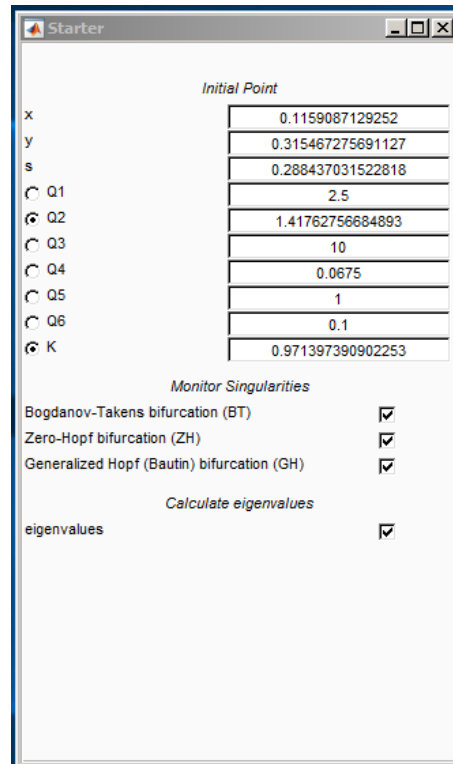 Starter
Initial Point
x 0.1159087129252
y 0.315467275691127
s 0.288437031522818
Q1 2.5
Q2 1.41762756684893
Q3 10
Q4 0.0675
Q5 1
Q6 0.1
K 0.971397390902253
Monitor Singularities
Bogdanov-Takens bifurcation (BT)
Zero-Hopf bifurcation (ZH)
Generalized Hopf (Bautin) bifurcation (GH)
Calculate eigenvalues
eigenvalues